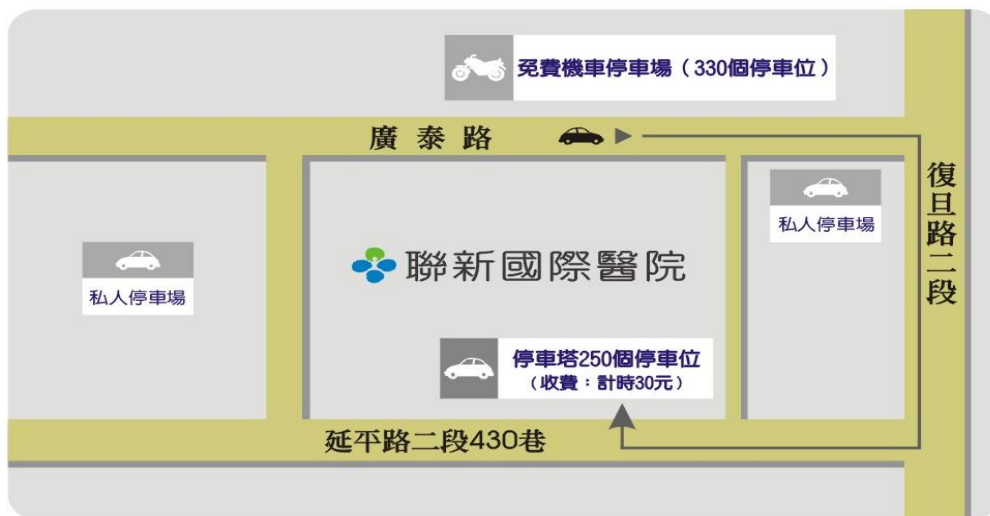 免費機車停車場（330個停車位）
廣泰路
復旦路二段
私人停車場
私人停車場
聯新國際醫院
停車塔250個停車位
（收費：計時30元）
延平路二段430巷